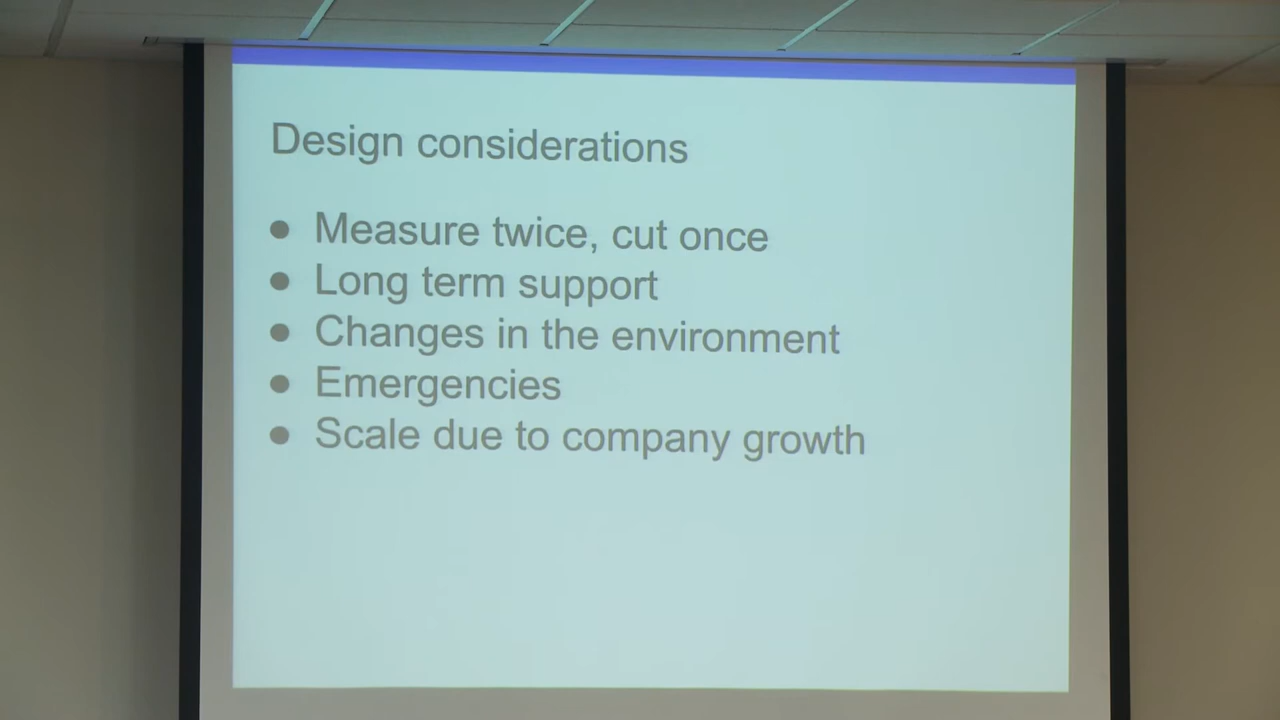 Design considerations
● Measure twice, cut once
● Long term support
● Changes in the environment
● Emergencies
● Scale due to company growth